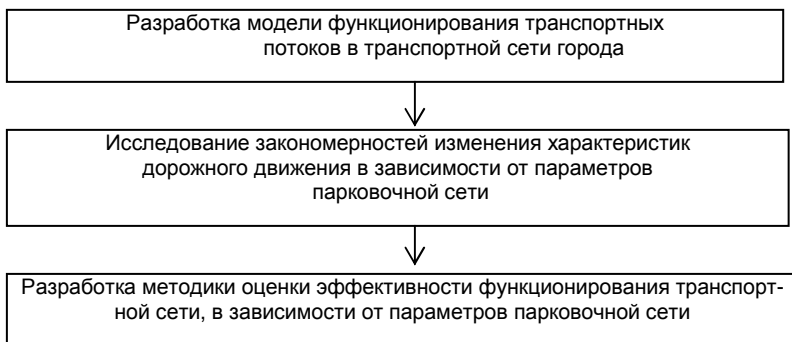 Разработка модели функционирования транспортных
потоков в транспортной сети города
Исследование закономерностей изменения характеристик
дорожного движения в зависимости от параметров
парковочной сети
Разработка методики оценки эффективности функционирования транспорт-
ной сети, в зависимости от параметров парковочной сети